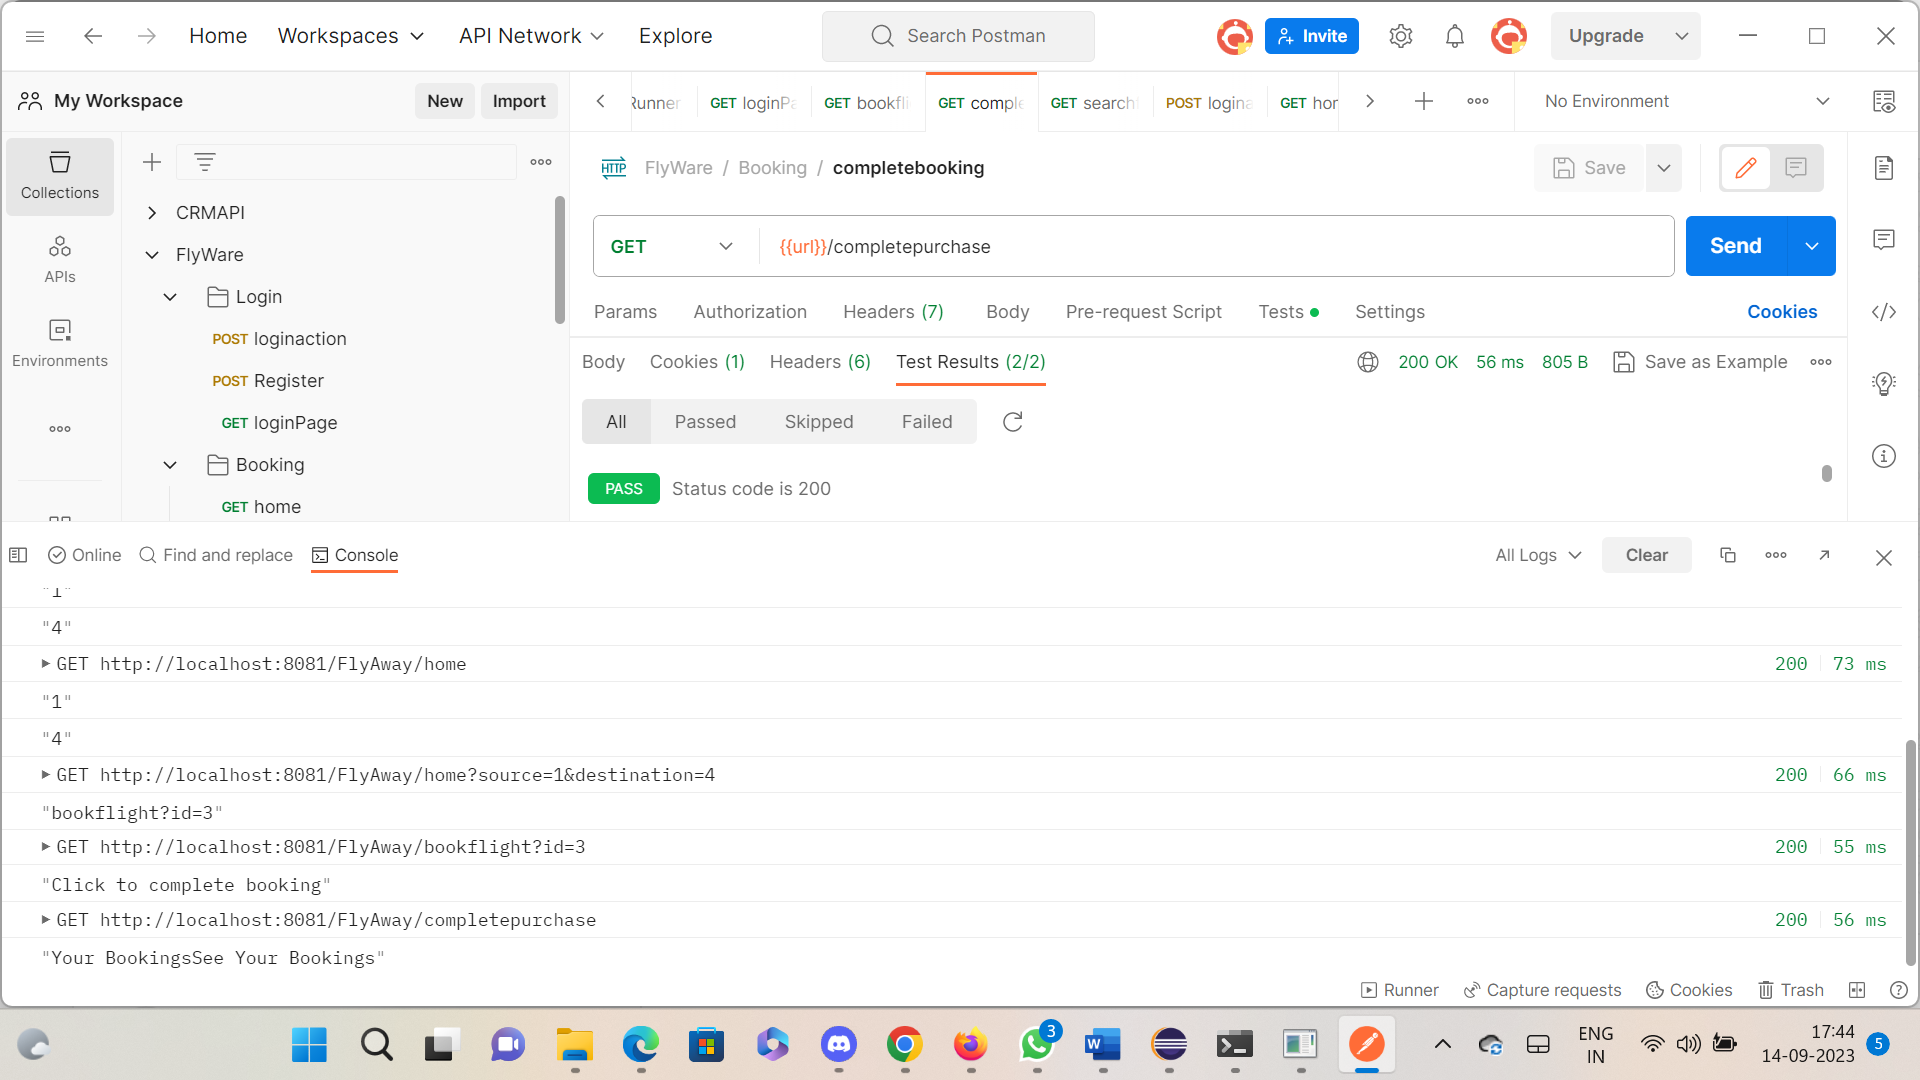 Home Workspaces API Network Explore Search Postman Invite Upgrade
My Workspace New Import
Runner GET loginPa GET bookfli GET comple GET search POST logina GET hor No Environment
Collections
APIs
Environments
CRMAPI
FlyWare
Login
POST loginaction
POST Register
GET loginPage
Booking
GET home
HTTP FlyWare / Booking / completebooking Save
GET {{url}}/completepurchase Send
Params Authorization Headers (7) Body Pre-request Script Tests Settings Cookies
Body Cookies (1) Headers (6) Test Results (2/2) 200 OK 56 ms 805 B Save as Example
All Passed Skipped Failed
PASS Status code is 200
Online Find and replace Console All Logs Clear
"1"
"4"
GET http://localhost:8081/FlyAway/home 200 73 ms
"1"
"4"
GET http://localhost:8081/FlyAway/home?source=1&destination=4 200 66 ms
"bookflight?id=3"
GET http://localhost:8081/FlyAway/bookflight?id=3 200 55 ms
"Click to complete booking"
GET http://localhost:8081/FlyAway/completepurchase 200 56 ms
"Your BookingsSee Your Bookings"
Runner Capture requests Cookies Trash
3
ENG
IN
17:44
14-09-2023
5